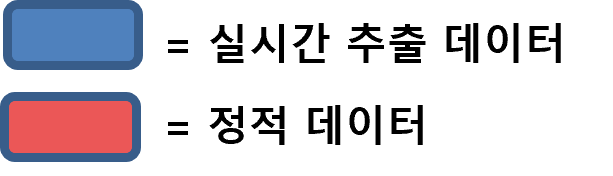 = 실시간 추출 데이터
= 정적 데이터